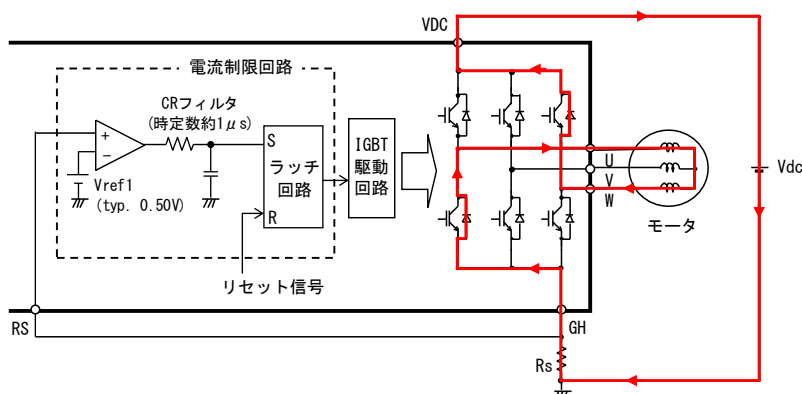 VDC
電流制限回路
CRフィルタ
(時定数約1μs)
+
−
Vref1
(typ. 0.50V)
S
ラッチ
回路
R
IGBT
駆動
回路
リセット信号
U
V
W
モータ
Vdc
RS
GH
Rs